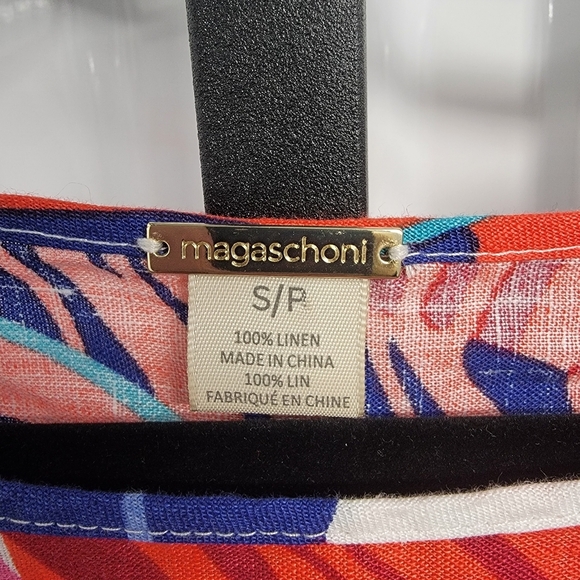 magaschoni
S/P
100% LINEN
MADE IN CHINA
100% LIN
FABRIQUÉ EN CHINE